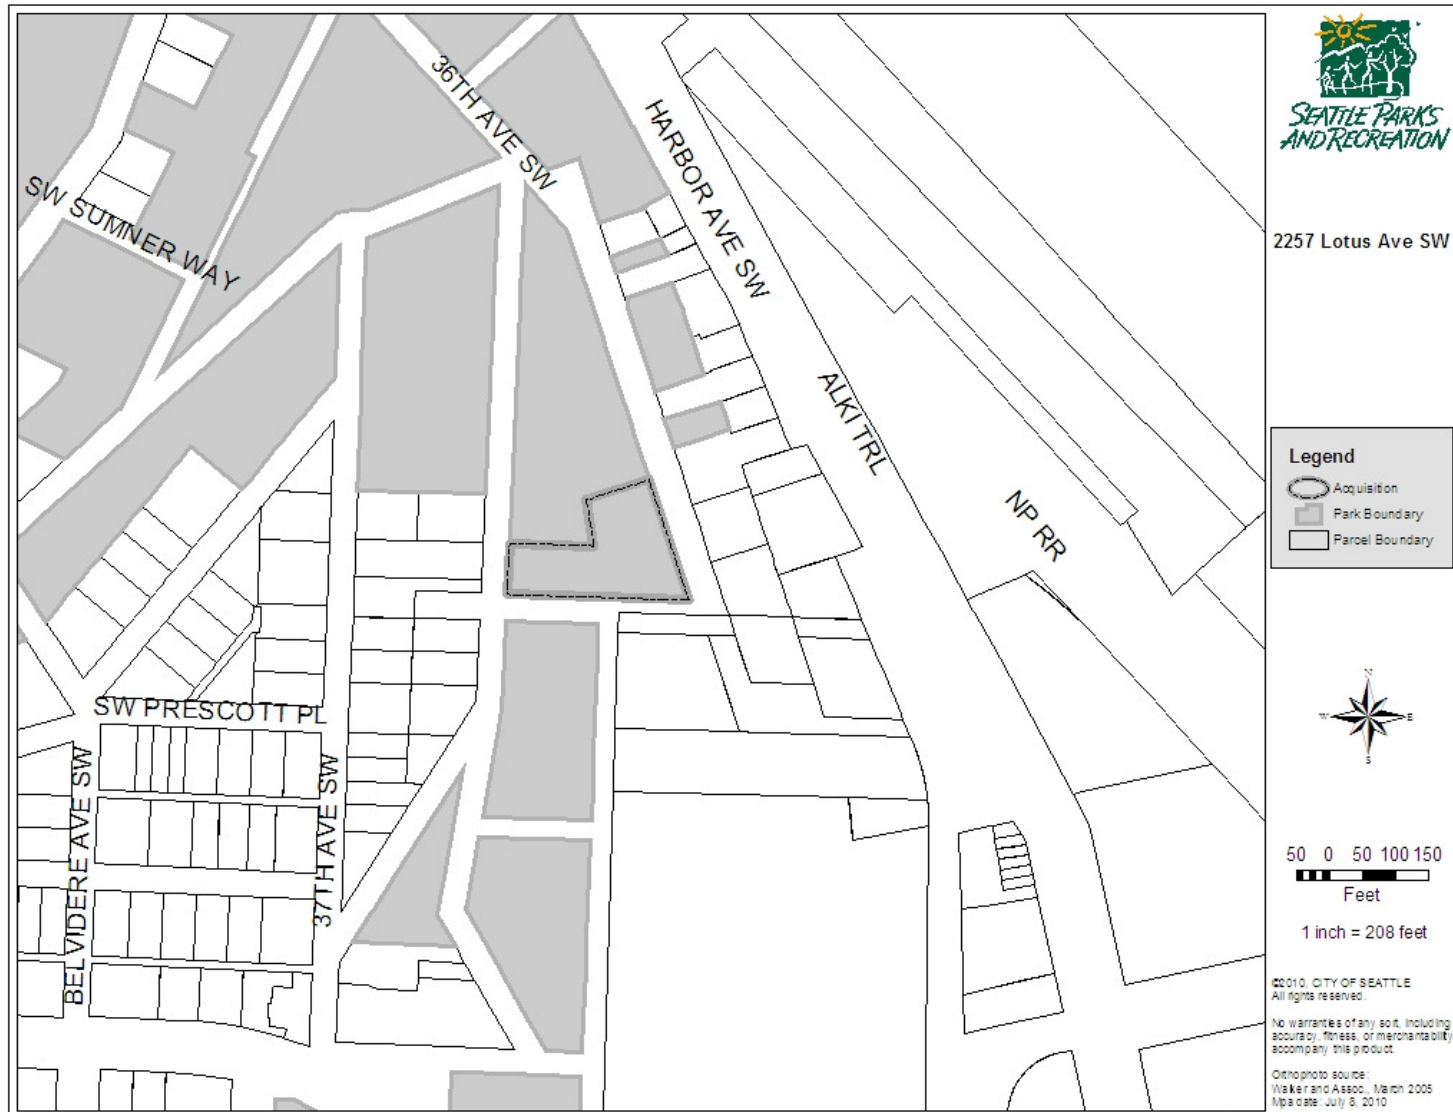 36TH AVE SW
HARBOR AVE SW
SW SUMNER WAY
ALKI TRL
NP RR
SW PRESCOTT PL
BELVIDERE AVE SW
37TH AVE SW
SEATTLE PARKS
AND RECREATION
2257 Lotus Ave SW
Legend
Acquisition
Park Boundary
Parcel Boundary
N
W E
S
50 0 50 100 150
Feet
1 inch = 208 feet
©2010, CITY OF SEATTLE
All rights reserved.
No warranties of any sort, including
accuracy, fitness, or merchantability
accompany this product.
Orthophoto source:
Walker and Assoc., March 2005
Mpa date: July 8, 2010